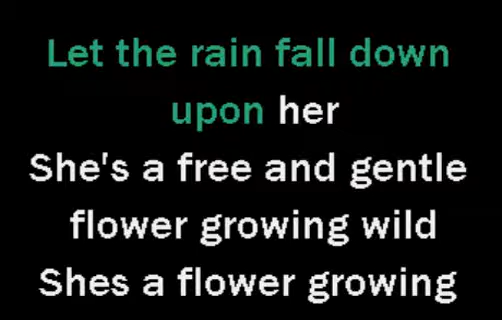 Let the rain fall down
upon her
She's a free and gentle
flower growing wild
Shes a flower growing